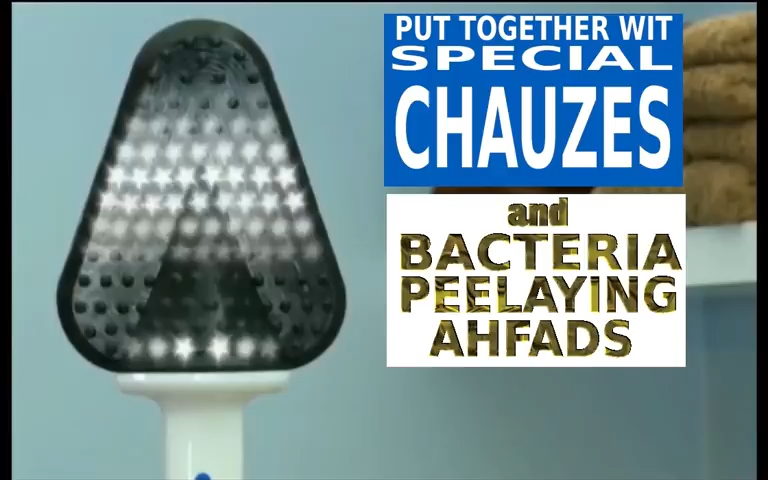 PUT TOGETHER WIT
SPECIAL
CHAUZES
and
BACTERIA
PEELAYING
AHFADS